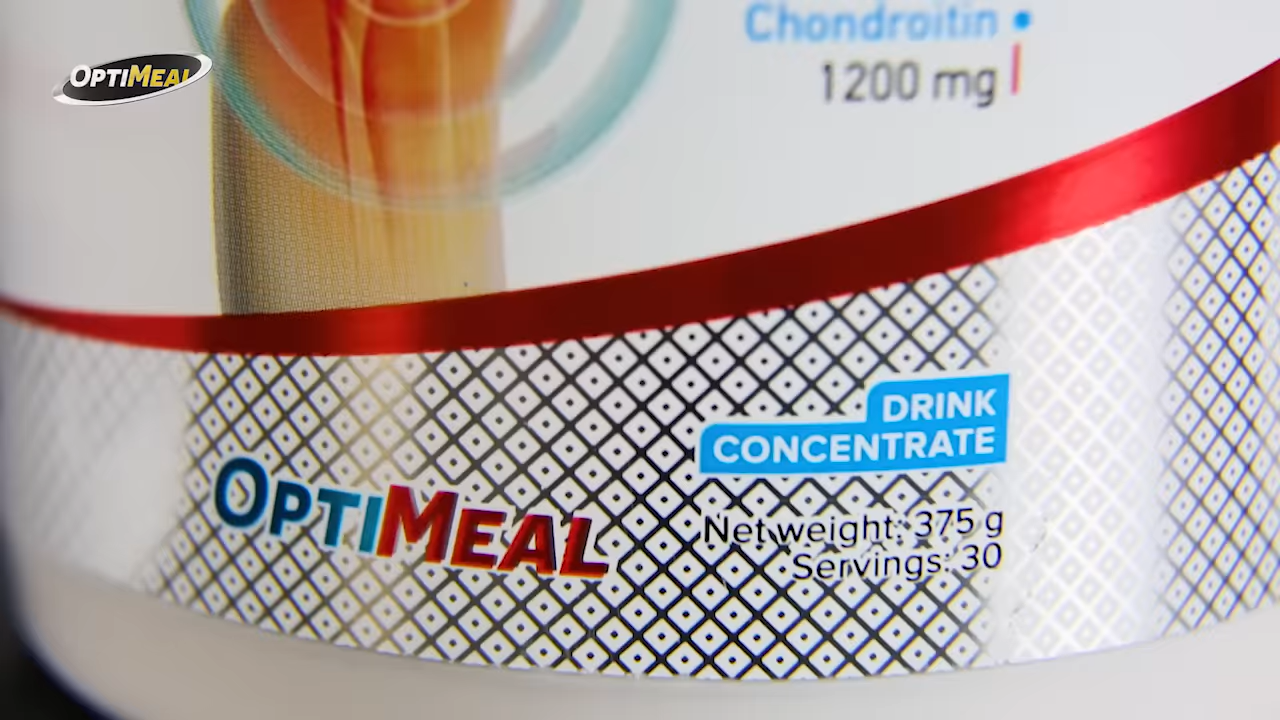 OPTIMEAL
Chondroitin
1200 mg
DRINK
CONCENTRATE
OPTIMEAL
Net weight: 375 g
Servings: 30